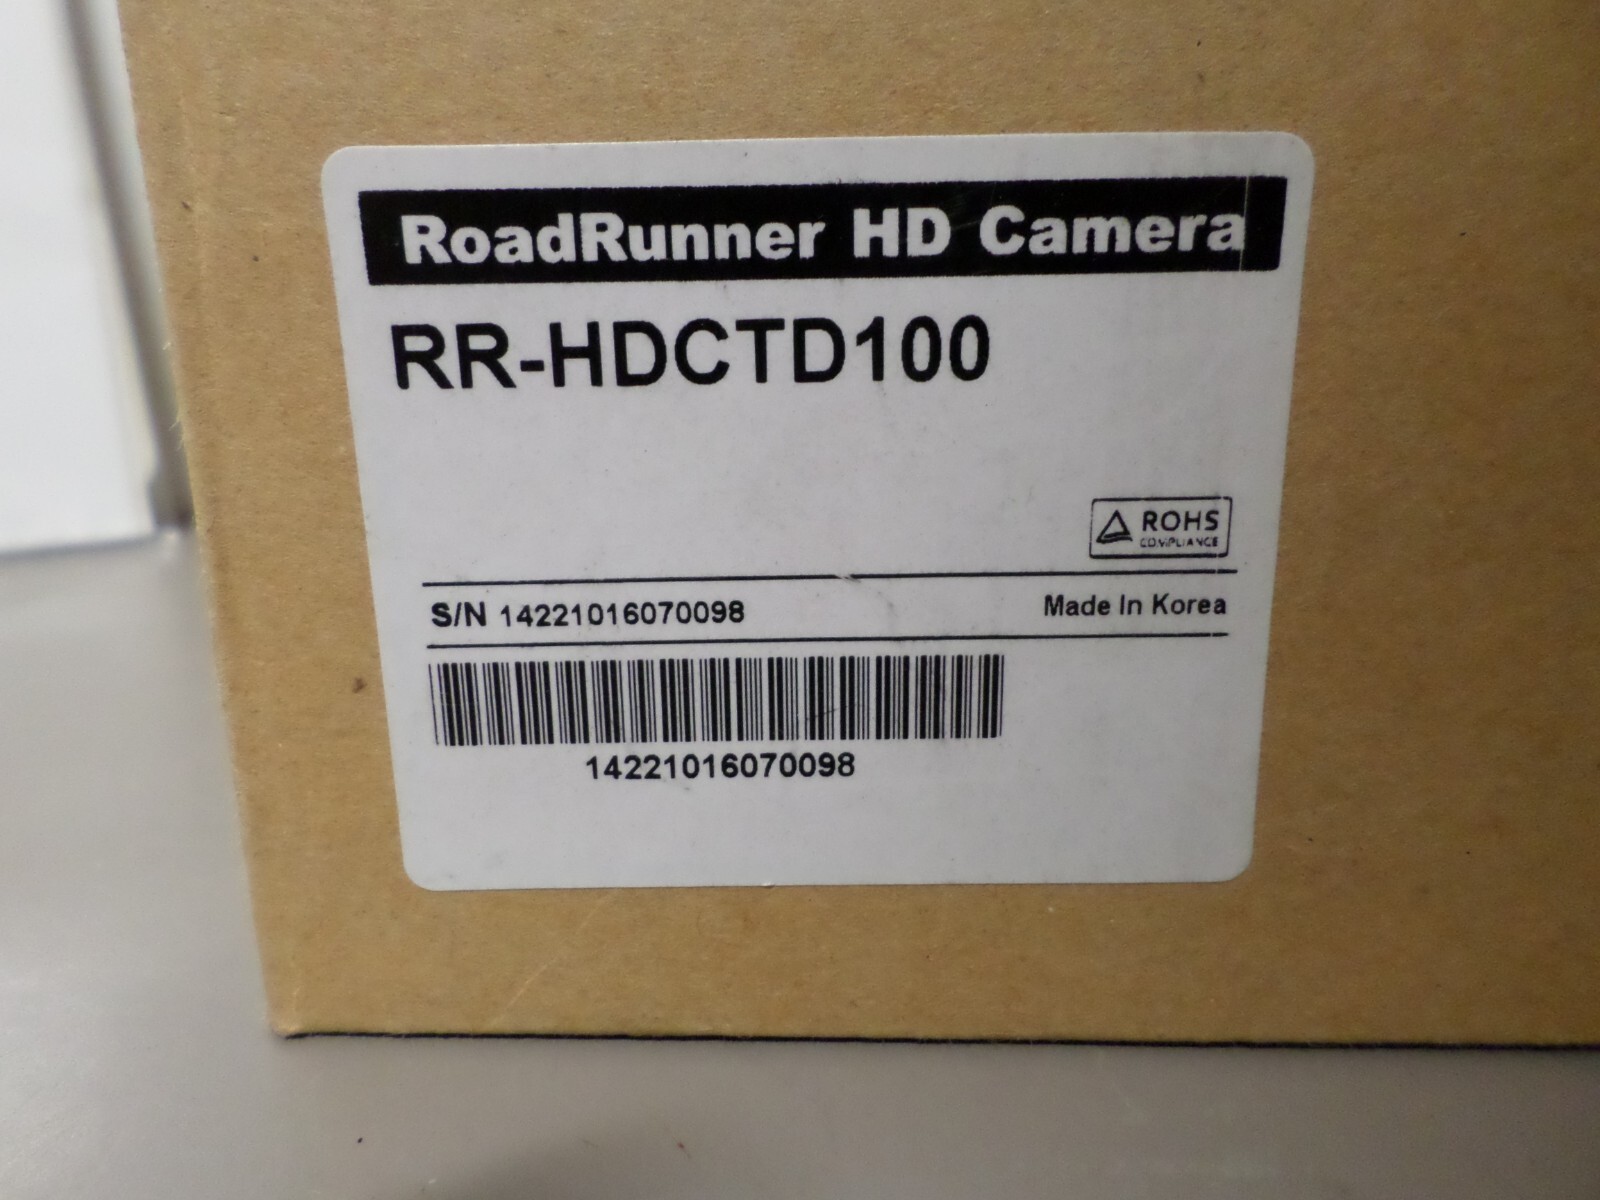 RoadRunner HD Camera
RR-HDCTD100
ROHS
COMPLIANCE
S/N 14221016070098 Made In Korea
14221016070098